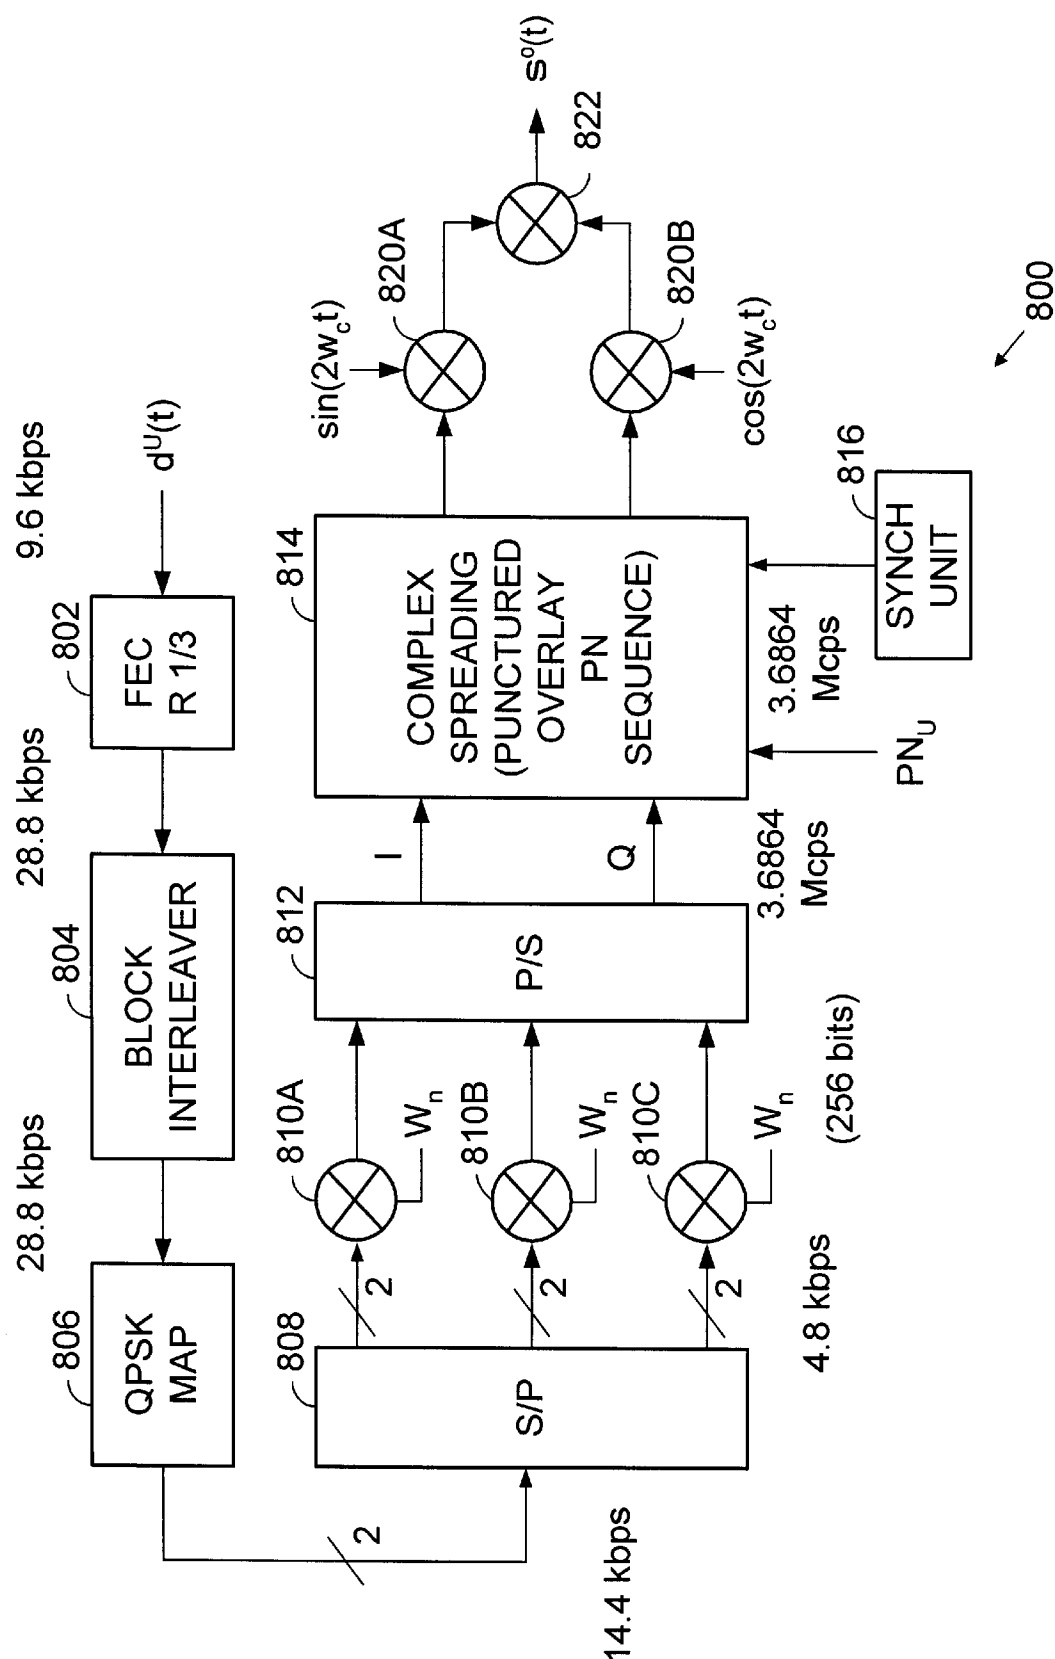 9.6 kbps
d^U(t)
802
FEC
R 1/3
28.8 kbps
804
BLOCK
INTERLEAVER
28.8 kbps
806
QPSK
MAP
2
14.4 kbps
808
S/P
2
2
2
4.8 kbps
810A
W_n
810B
W_n
810C
W_n
(256 bits)
812
P/S
I
Q
3.6864
Mcps
814
COMPLEX
SPREADING
(PUNCTURED
OVERLAY
PN
SEQUENCE)
PN_U
3.6864
Mcps
816
SYNCH
UNIT
sin(2w_ct)
820A
cos(2w_ct)
820B
822
s^o(t)
800